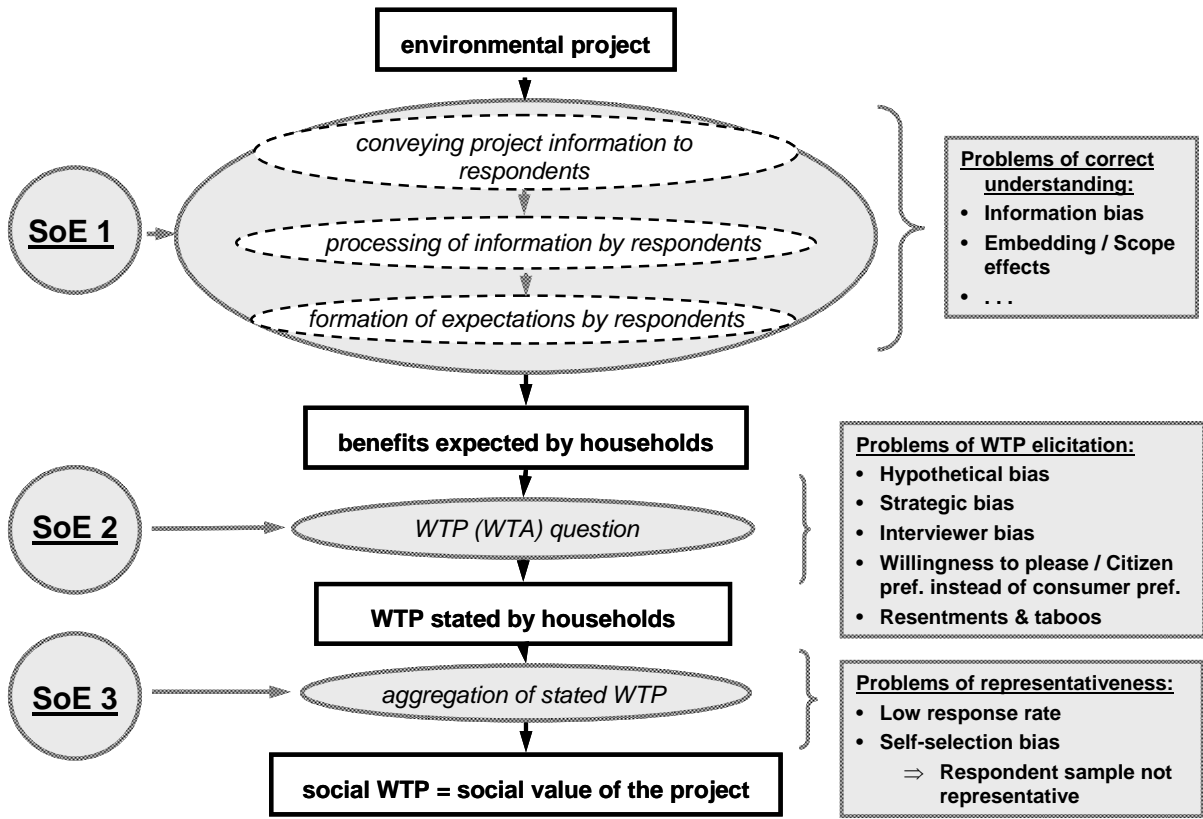 environmental project
conveying project information to
respondents
SoE 1
processing of information by respondents
formation of expectations by respondents
Problems of correct
understanding:
• Information bias
• Embedding / Scope
effects
• . . .
benefits expected by households
SoE 2
WTP (WTA) question
Problems of WTP elicitation:
• Hypothetical bias
• Strategic bias
• Interviewer bias
• Willingness to please / Citizen
pref. instead of consumer pref.
• Resentments & taboos
WTP stated by households
SoE 3
aggregation of stated WTP
Problems of representativeness:
• Low response rate
• Self-selection bias
⇒ Respondent sample not
representative
social WTP = social value of the project